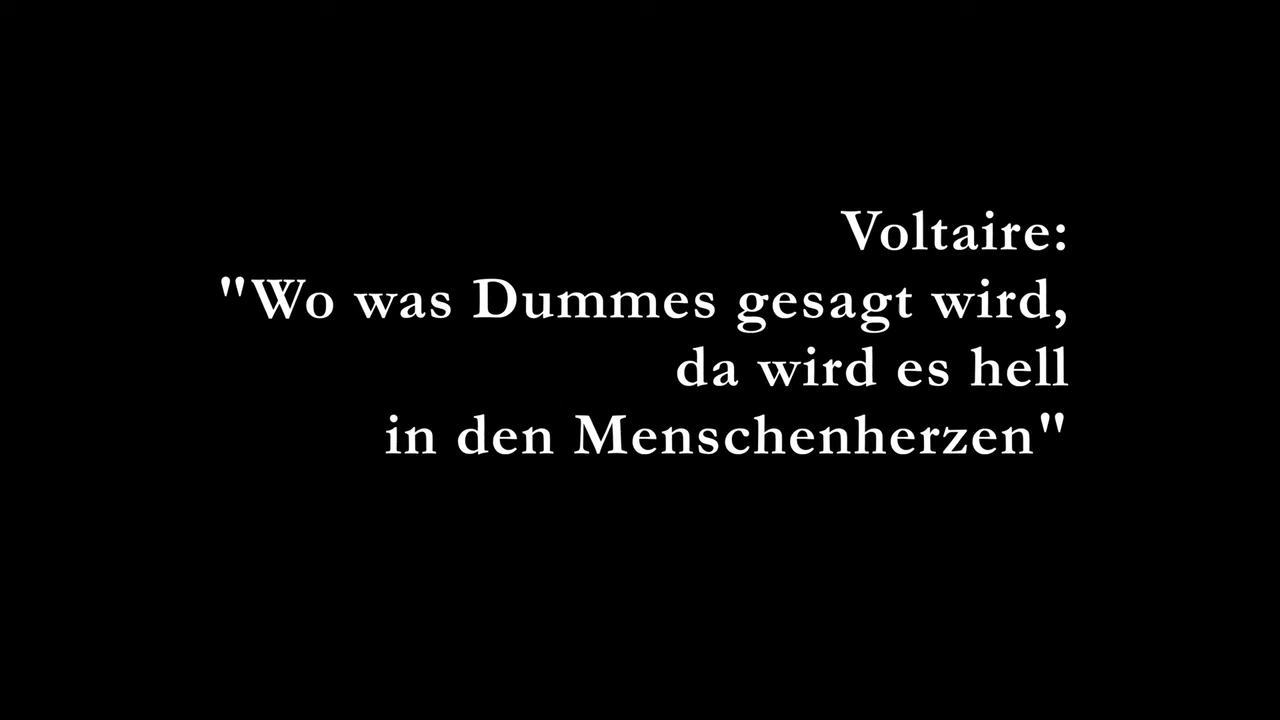 Voltaire:
"Wo was Dummes gesagt wird,
da wird es hell
in den Menschenherzen"